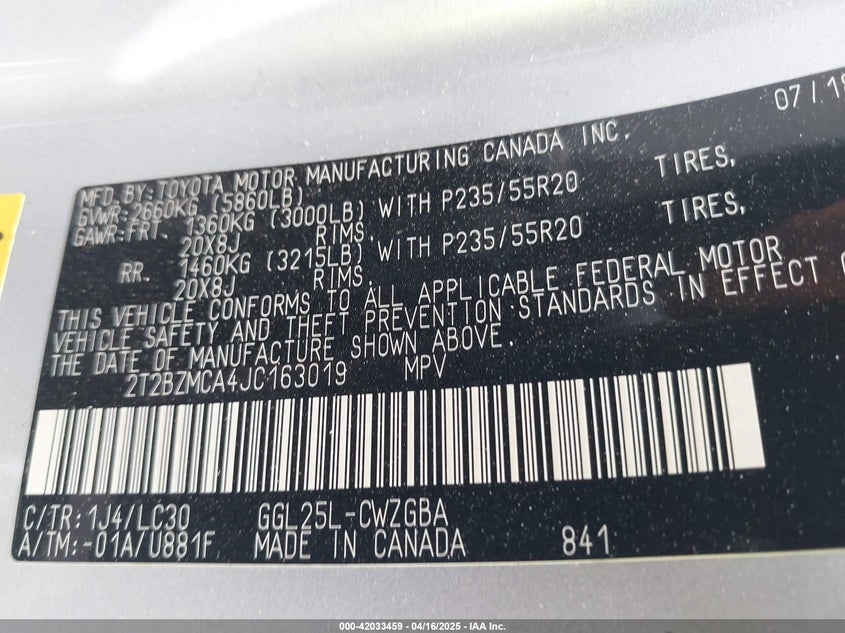 07/18
MFD. BY: TOYOTA MOTOR MANUFACTURING CANADA INC.
GVWR: 2660KG (5860LB)
GAWR: FRT. 1360KG (3000LB) WITH P235/55R20 TIRES,
20X8J RIMS,
RR. 1460KG (3215LB) WITH P235/55R20 TIRES,
20X8J RIMS.
THIS VEHICLE CONFORMS TO ALL APPLICABLE FEDERAL MOTOR
VEHICLE SAFETY AND THEFT PREVENTION STANDARDS IN EFFECT
THE DATE OF MANUFACTURE SHOWN ABOVE.
2T2BZMCA4JC163019 MPV
C/TR: 1J4/LC30 GGL25L-CWZGBA
A/TM: -01A/U881F MADE IN CANADA 841
000-42033459 - 04/16/2025 - IAA Inc.